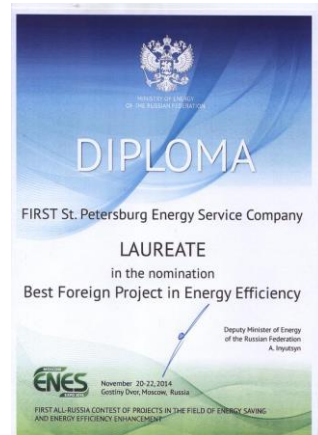 MINISTRY OF ENERGY
OF THE RUSSIAN FEDERATION
DIPLOMA
FIRST St. Petersburg Energy Service Company
LAUREATE
in the nomination
Best Foreign Project in Energy Efficiency
Deputy Minister of Energy
of the Russian Federation
A. Inyutsyn
ENES
November 20-22, 2014
Gostiny Dvor, Moscow, Russia
FIRST ALL-RUSSIA CONTEST OF PROJECTS IN THE FIELD OF ENERGY SAVING
AND ENERGY EFFICIENCY ENHANCEMENT